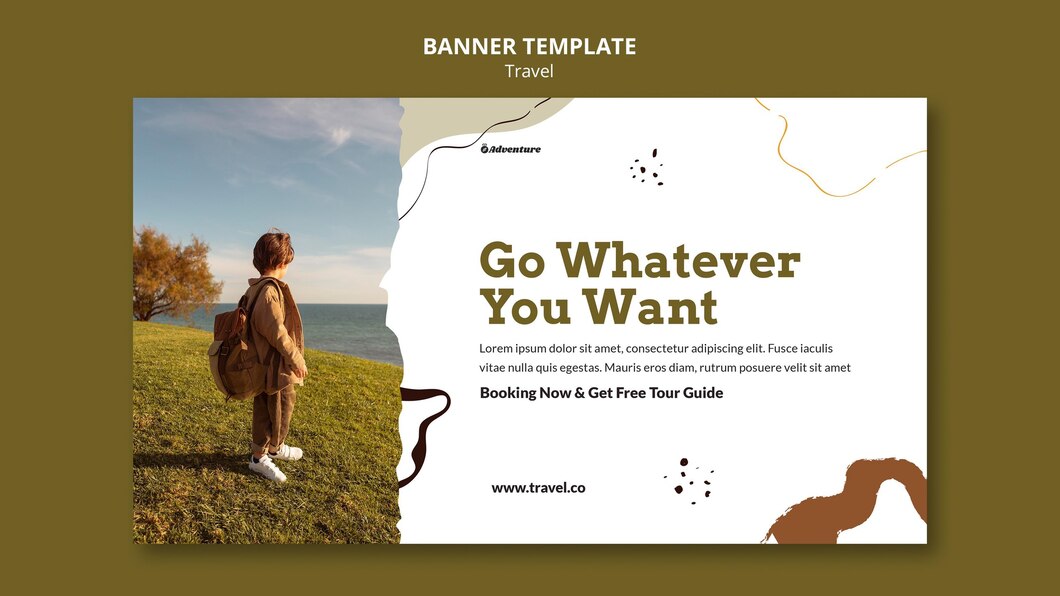 BANNER TEMPLATE
Travel
Adventure
Go Whatever
You Want
Lorem ipsum dolor sit amet, consectetur adipiscing elit. Fusce iaculis
vitae nulla quis egestas. Mauris eros diam, rutrum posuere velit sit amet
Booking Now & Get Free Tour Guide
www.travel.co